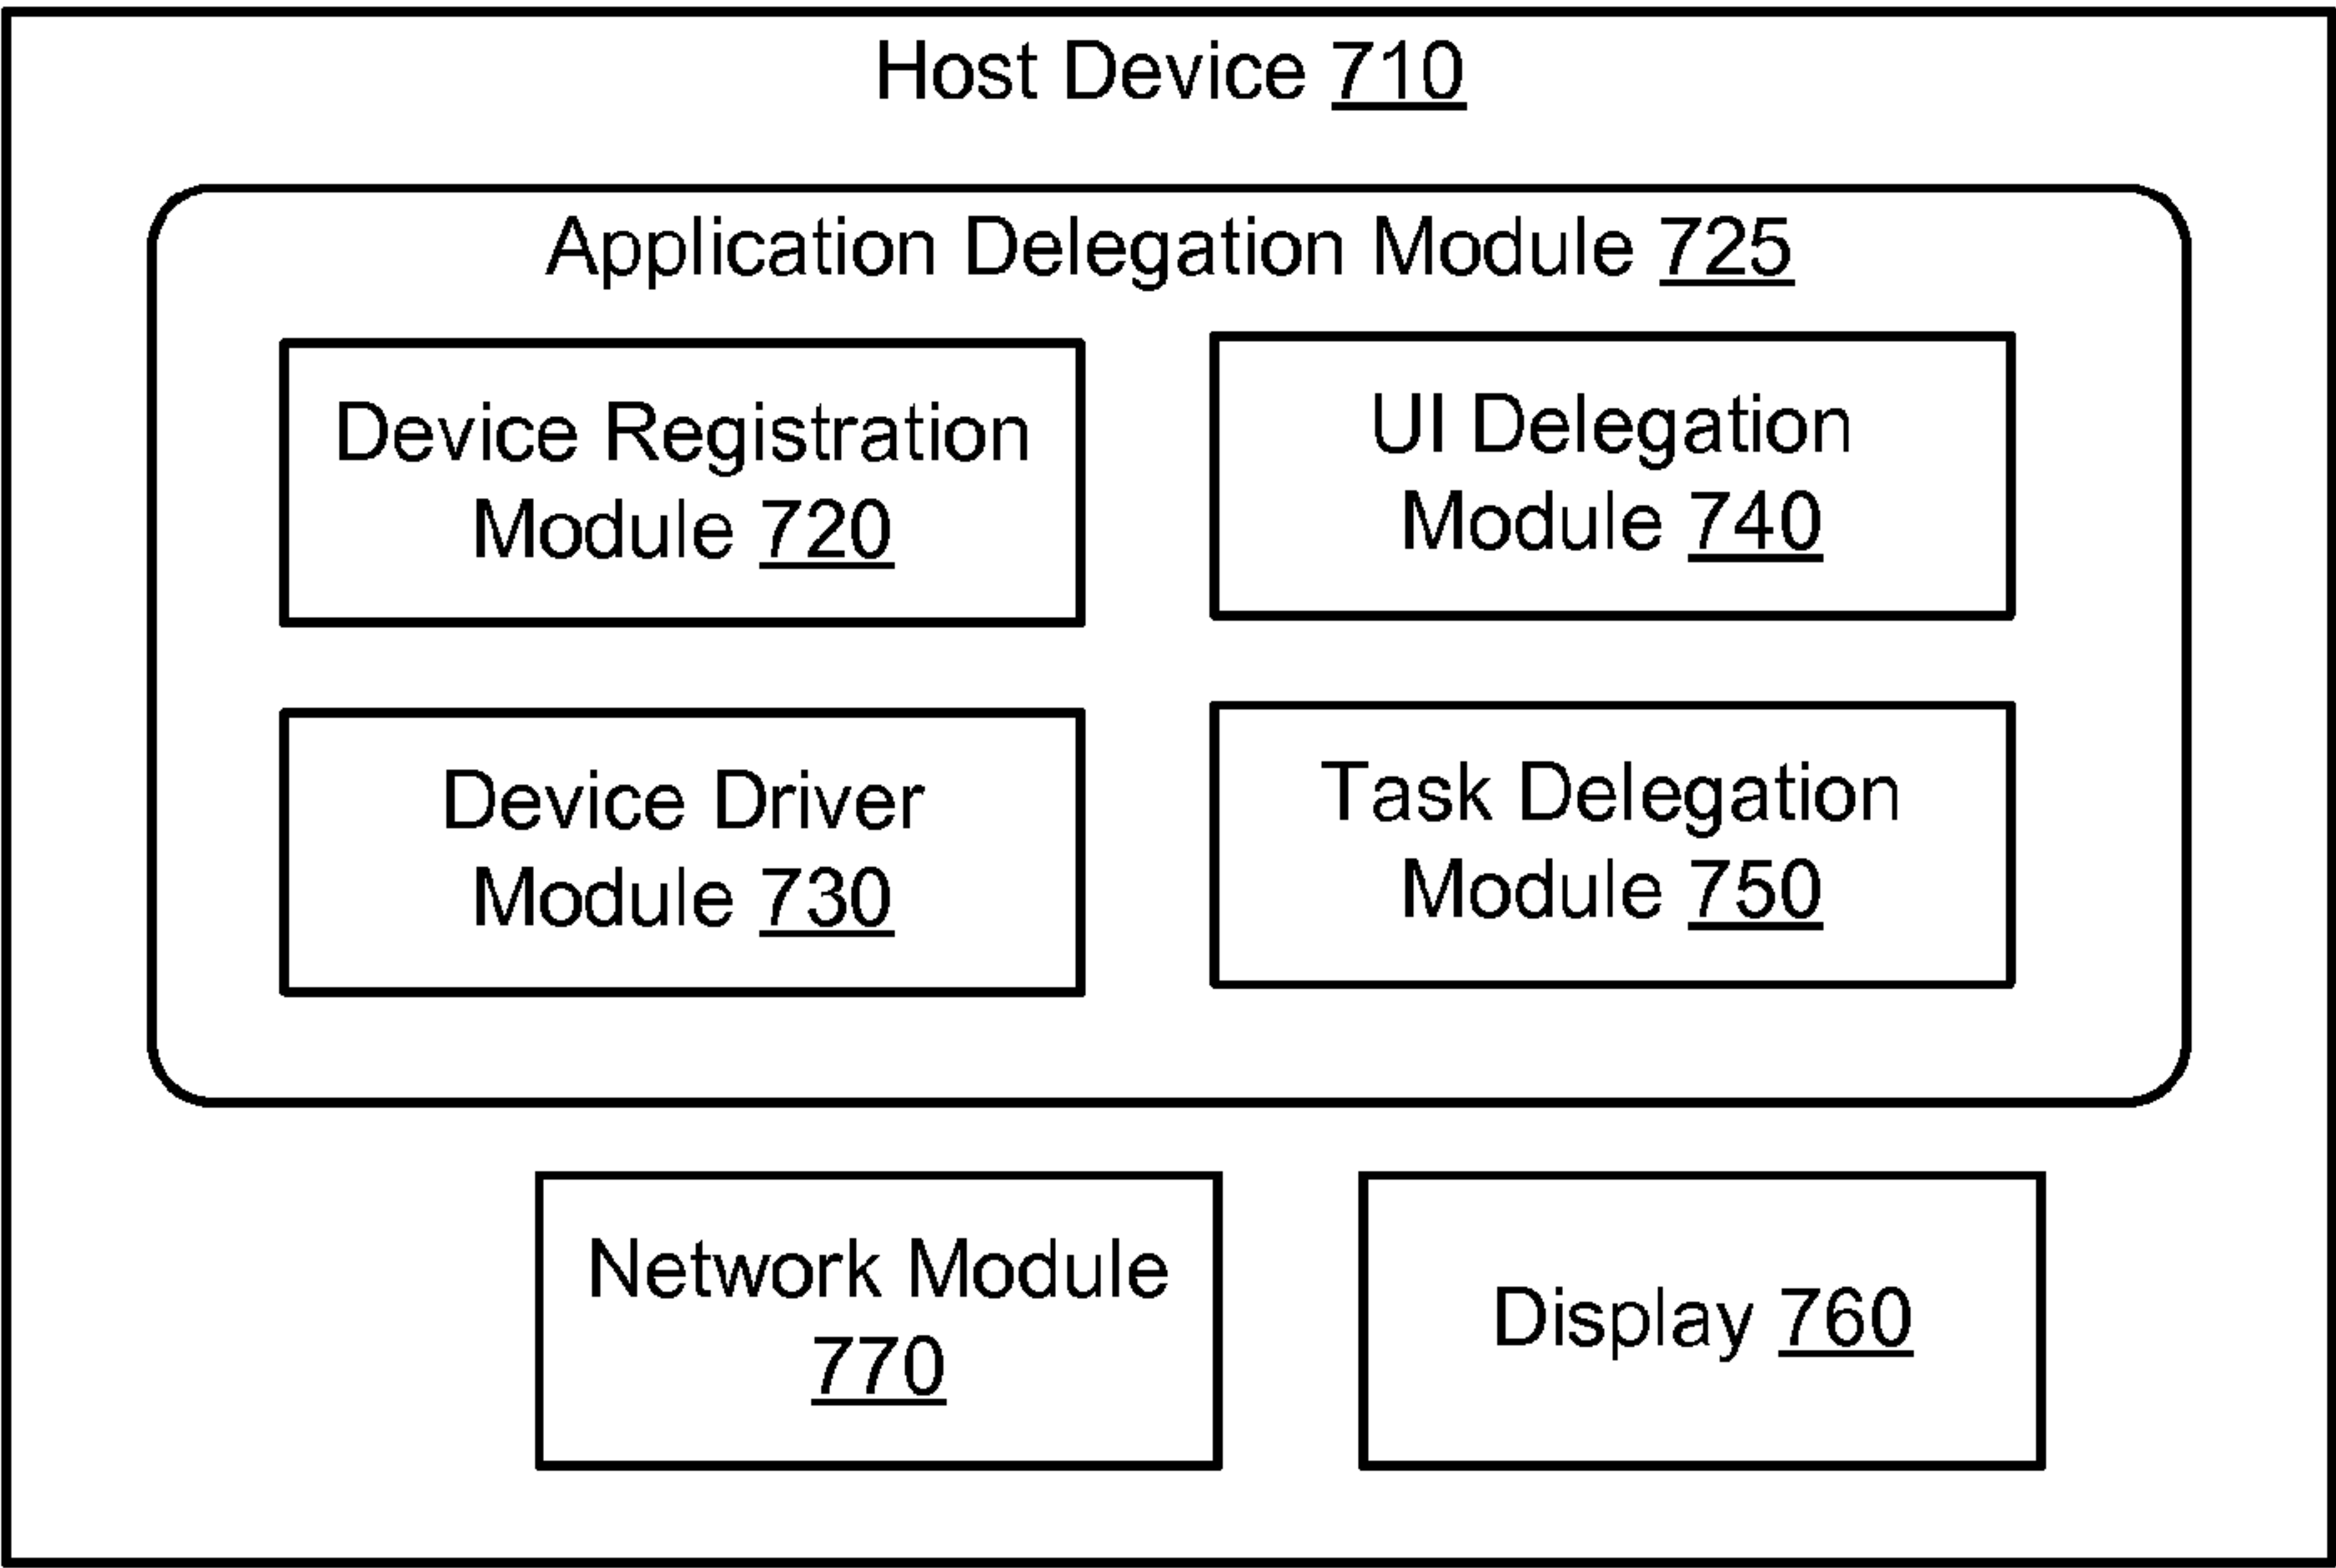 Host Device 710
Application Delegation Module 725
Device Registration
Module 720
UI Delegation
Module 740
Device Driver
Module 730
Task Delegation
Module 750
Network Module
770
Display 760